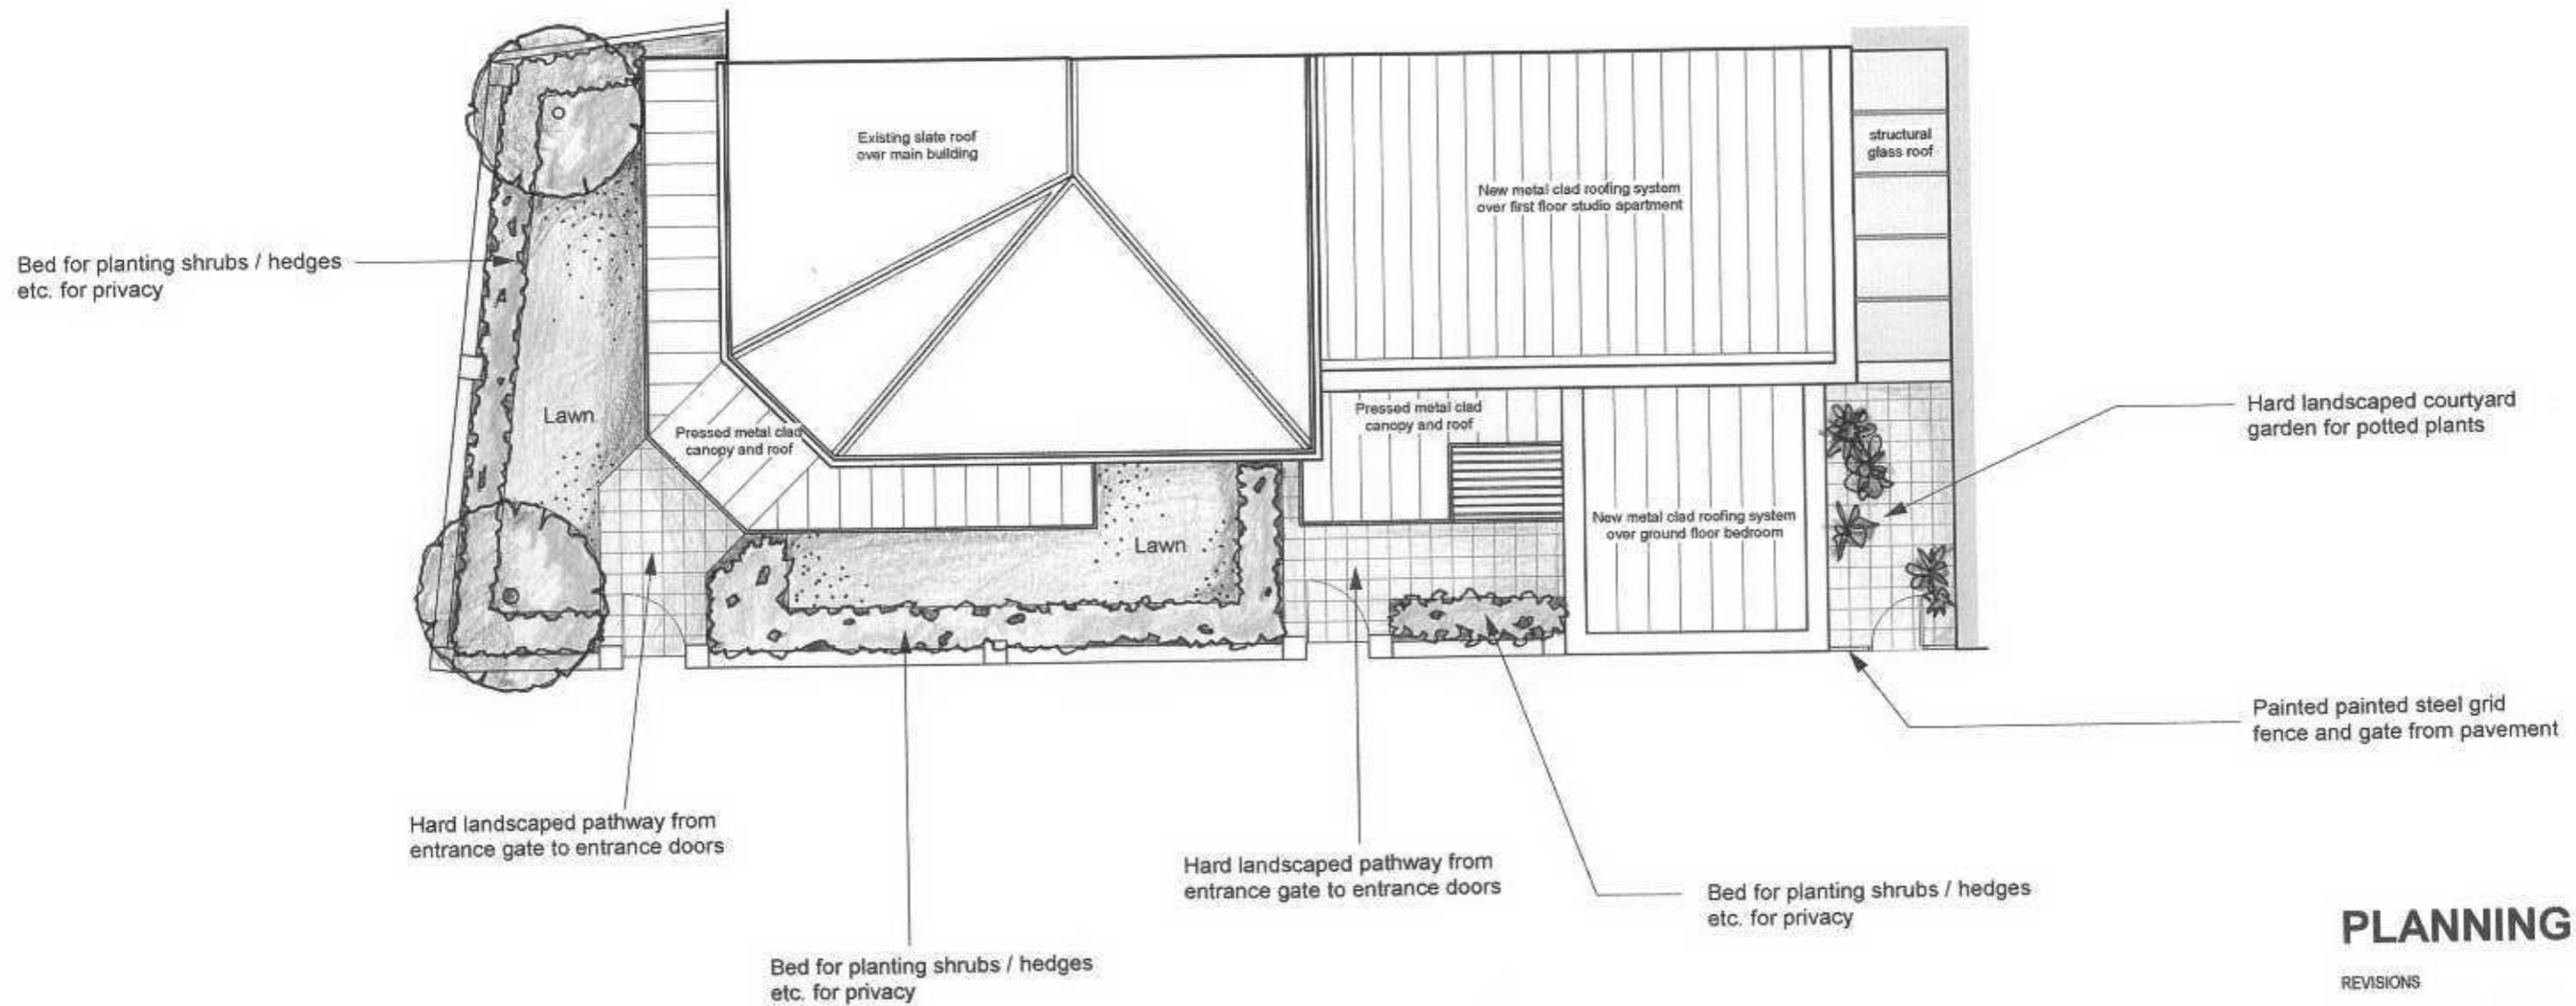 Existing slate roof
over main building
structural
glass roof
New metal clad roofing system
over first floor studio apartment
Bed for planting shrubs / hedges
etc. for privacy
Lawn
Pressed metal clad
canopy and roof
Pressed metal clad
canopy and roof
Hard landscaped courtyard
garden for potted plants
New metal clad roofing system
over ground floor bedroom
Lawn
Painted painted steel grid
fence and gate from pavement
Hard landscaped pathway from
entrance gate to entrance doors
Hard landscaped pathway from
entrance gate to entrance doors
Bed for planting shrubs / hedges
etc. for privacy
Bed for planting shrubs / hedges
etc. for privacy
PLANNING
REVISIONS